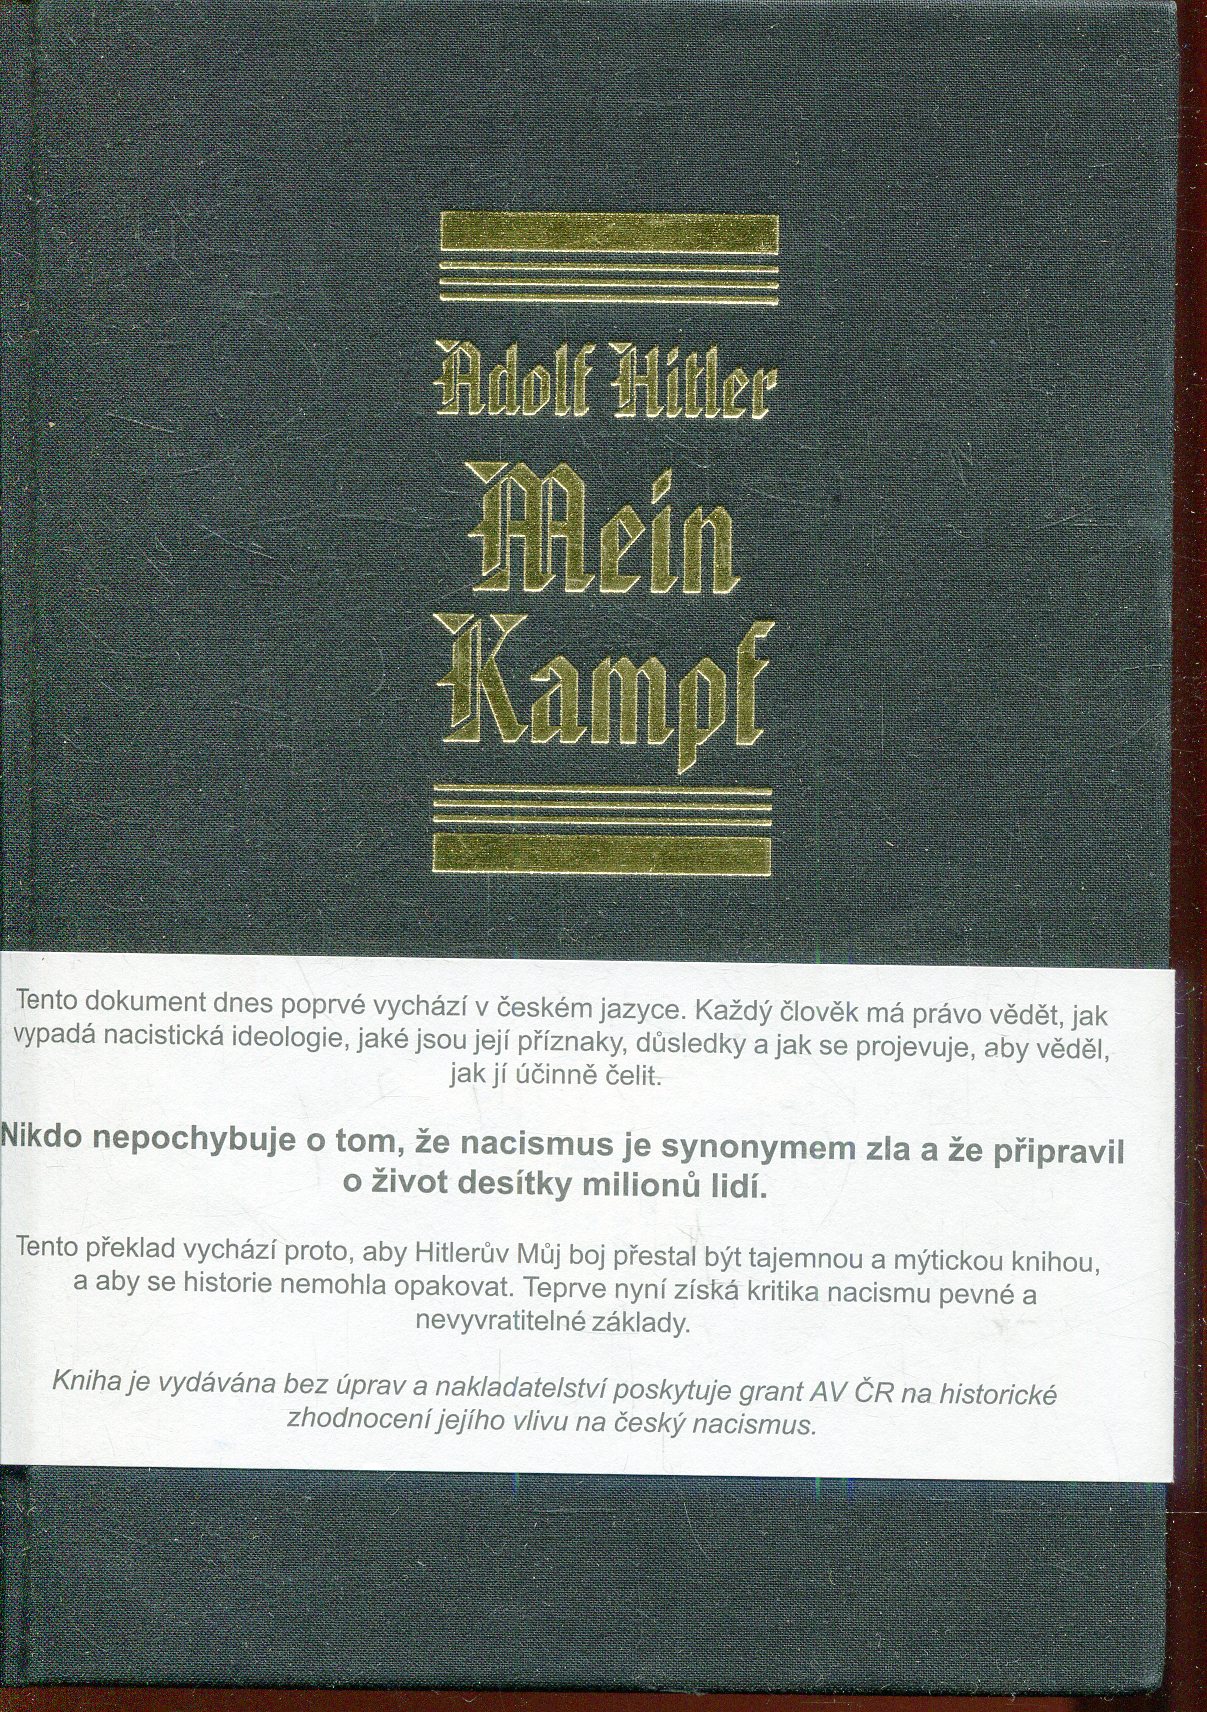 Adolf Hitler
Mein
Kampf
Tento dokument dnes poprvé vychází v českém jazyce. Každý člověk má právo vědět, jak
vypadá nacistická ideologie, jaké jsou její příznaky, důsledky a jak se projevuje, aby věděl,
jak jí účinně čelit.
Nikdo nepochybuje o tom, že nacismus je synonymem zla a že připravil
o život desítky milionů lidí.
Tento překlad vychází proto, aby Hitlerův Můj boj přestal být tajemnou a mýtickou knihou,
a aby se historie nemohla opakovat. Teprve nyní získá kritika nacismu pevné a
nevyvratitelné základy.
Kniha je vydávána bez úprav a nakladatelství poskytuje grant AV ČR na historické
zhodnocení jejího vlivu na český nacismus.